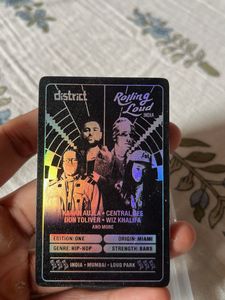 district
Rolling
Loud
INDIA
KARAN AUJLA • CENTRAL CEE
DON TOLIVER • WIZ KHALIFA
AND MORE
EDITION: ONE
ORIGIN: MIAMI
GENRE: HIP-HOP
STRENGTH: BARS
INDIA • MUMBAI • LOUD PARK